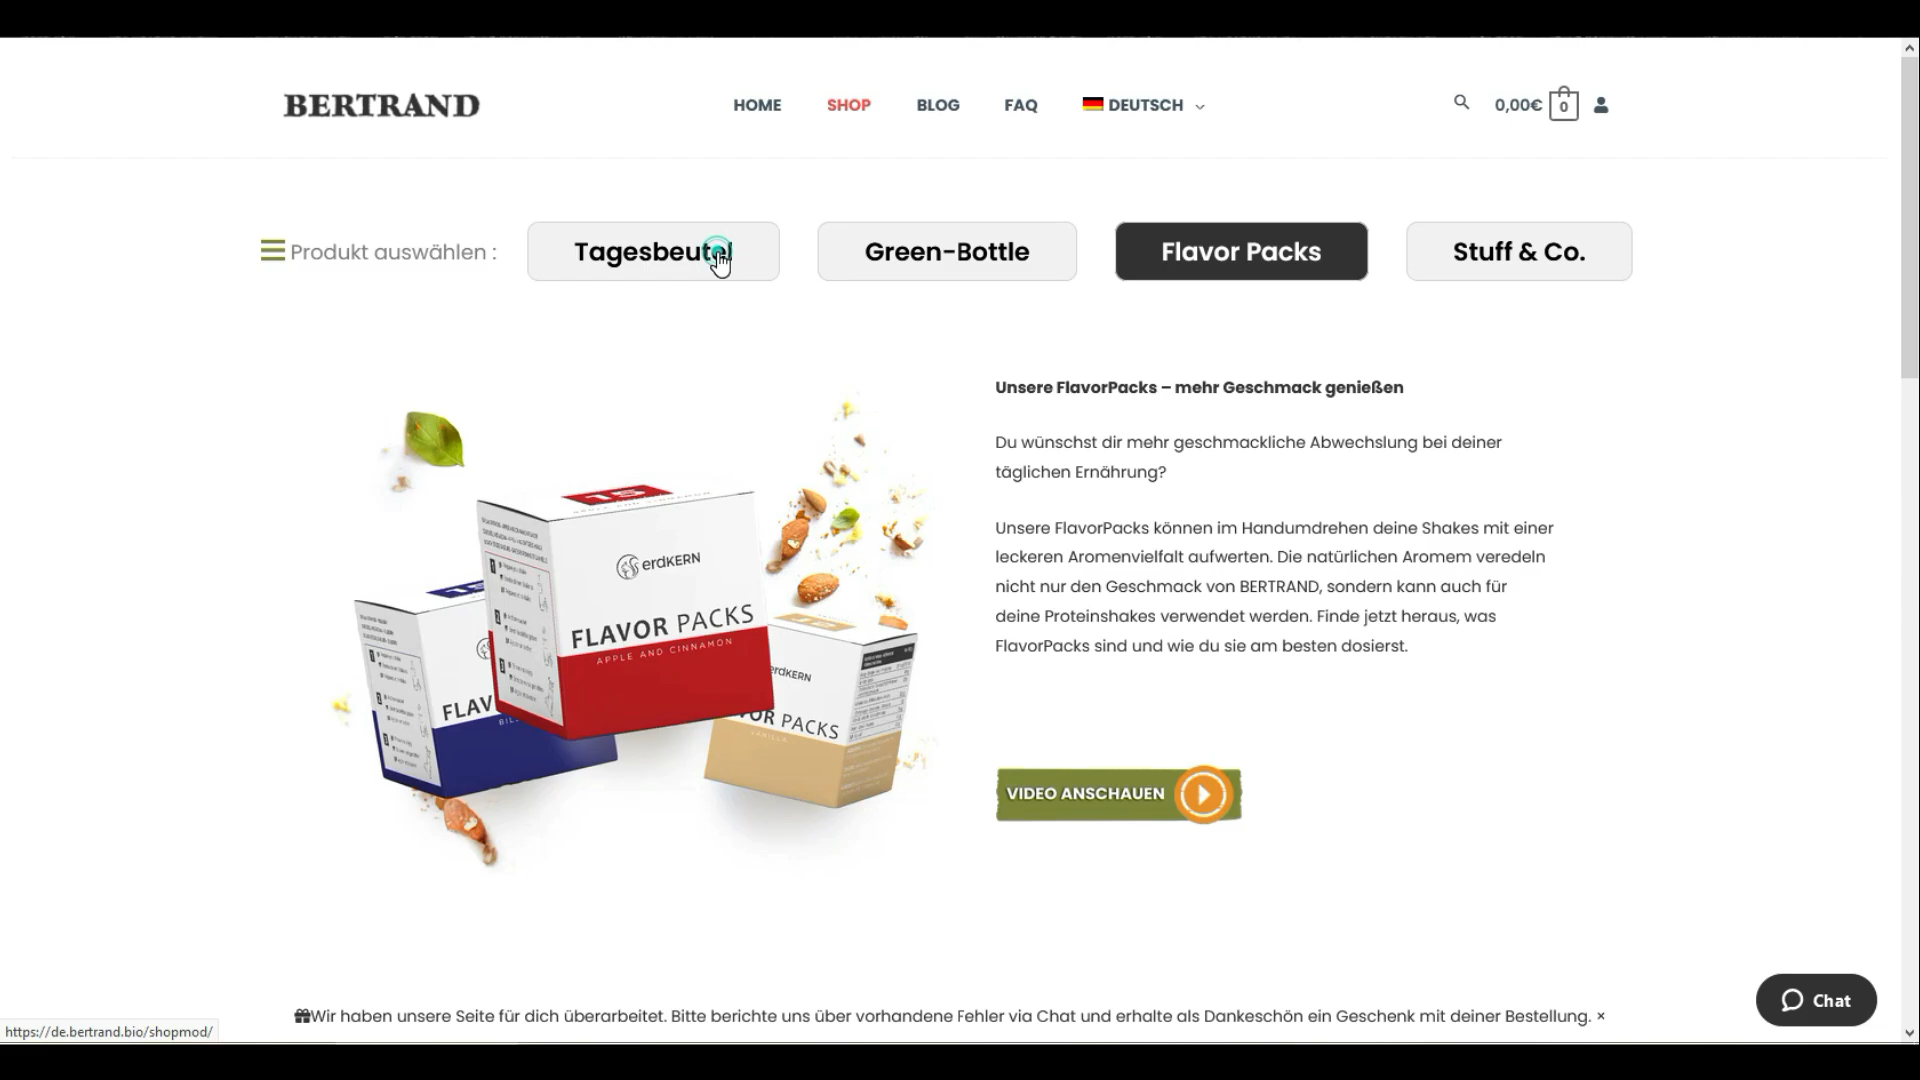 BERTRAND
HOME
SHOP
BLOG
FAQ
DEUTSCH
0,00€
0
Produkt auswählen :
Tagesbeutel
Green-Bottle
Flavor Packs
Stuff & Co.
Unsere FlavorPacks – mehr Geschmack genießen
Du wünschst dir mehr geschmackliche Abwechslung bei deiner
täglichen Ernährung?
Unsere FlavorPacks können im Handumdrehen deine Shakes mit einer
leckeren Aromenvielfalt aufwerten. Die natürlichen Aromem veredeln
nicht nur den Geschmack von BERTRAND, sondern kann auch für
deine Proteinshakes verwendet werden. Finde jetzt heraus, was
FlavorPacks sind und wie du sie am besten dosierst.
VIDEO ANSCHAUEN
15
erdKERN
FLAVOR PACKS
APPLE AND CINNAMON
FLAV
erdKERN
VOR PACKS
VANILLA
Wir haben unsere Seite für dich überarbeitet. Bitte berichte uns über vorhandene Fehler via Chat und erhalte als Dankeschön ein Geschenk mit deiner Bestellung. ×
Chat
https://de.bertrand.bio/shopmod/